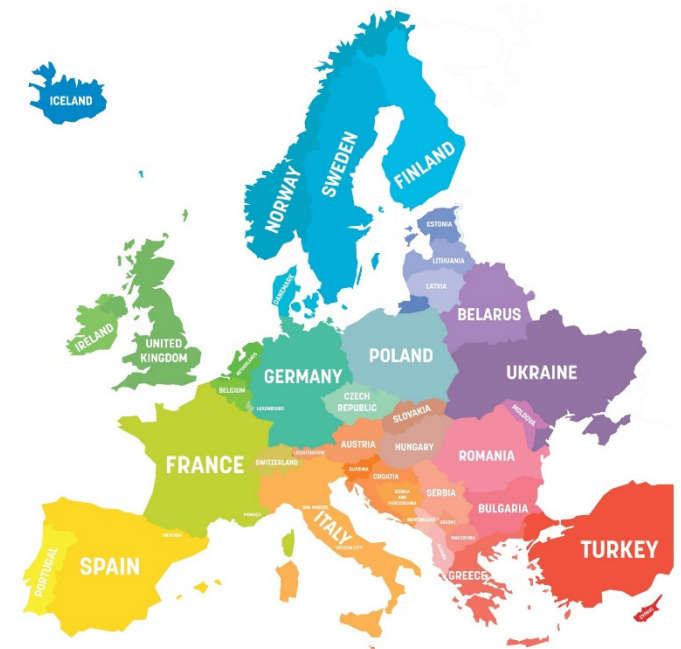 ICELAND
NORWAY
SWEDEN
FINLAND
ESTONIA
LITHUANIA
LATVIA
DANEMARK
BELARUS
IRELAND
UNITED
KINGDOM
NETHERLANDS
BELGIUM
LUXEMBOURG
GERMANY
POLAND
UKRAINE
CZECH
REPUBLIC
SLOVAKIA
MOLDOVA
FRANCE
SWITZERLAND
LIECHTENSTEIN
AUSTRIA
HUNGARY
ROMANIA
SLOVENIA
CROATIA
BOSNIA
AND
HERZEGOVINA
SERBIA
MONACO
SAN MARINO
ITALY
VATICAN CITY
MONTENEGRO
KOSOVO
BULGARIA
MACEDONIA
ALBANIA
GREECE
TURKEY
CYPRUS
ANDORRA
PORTUGAL
SPAIN